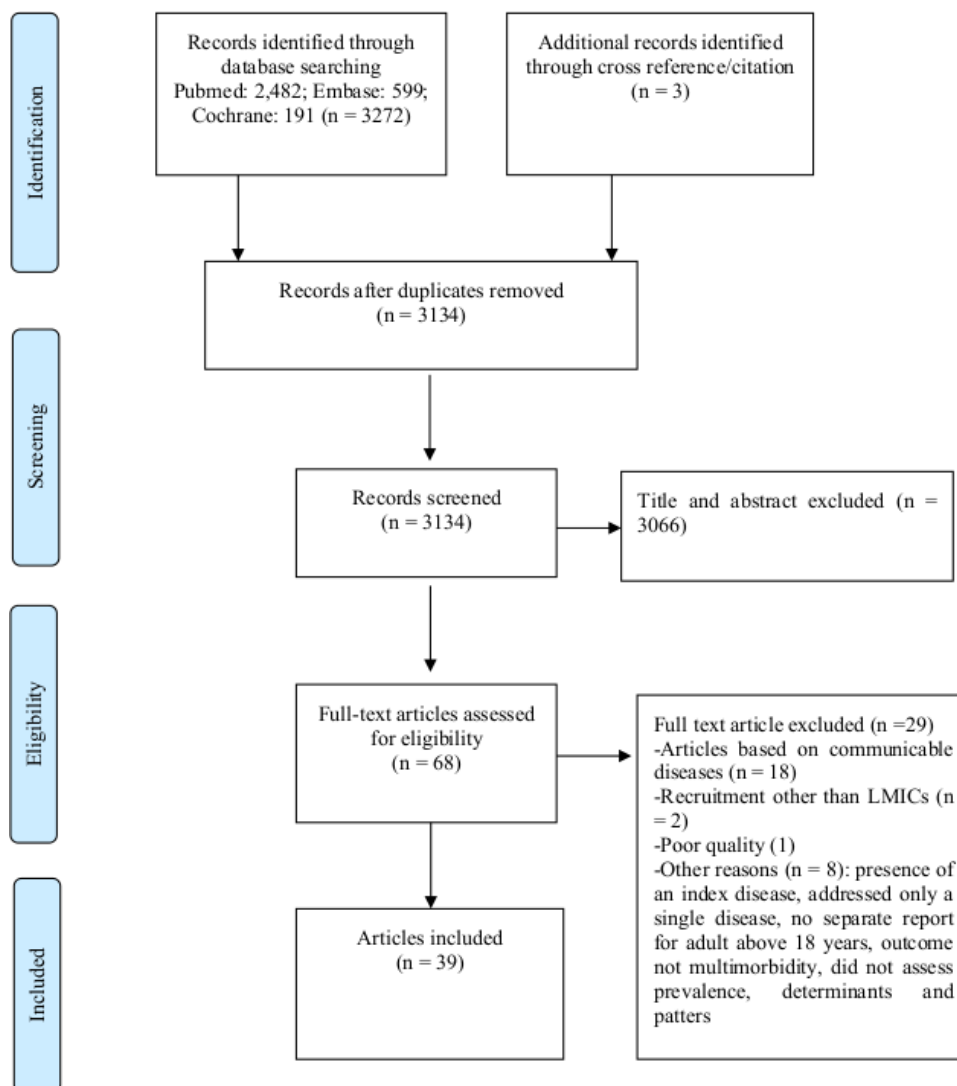 Identification
Records identified through
database searching
Pubmed: 2,482; Embase: 599;
Cochrane: 191 (n = 3272)
Additional records identified
through cross reference/citation
(n = 3)
Records after duplicates removed
(n = 3134)
Screening
Records screened
(n = 3134)
Title and abstract excluded (n =
3066)
Eligibility
Full-text articles assessed
for eligibility
(n = 68)
Full text article excluded (n =29)
-Articles based on communicable
diseases (n = 18)
-Recruitment other than LMICs (n
= 2)
-Poor quality (1)
-Other reasons (n = 8): presence of
an index disease, addressed only a
single disease, no separate report
for adult above 18 years, outcome
not multimorbidity, did not assess
prevalence, determinants and
patters
Included
Articles included
(n = 39)